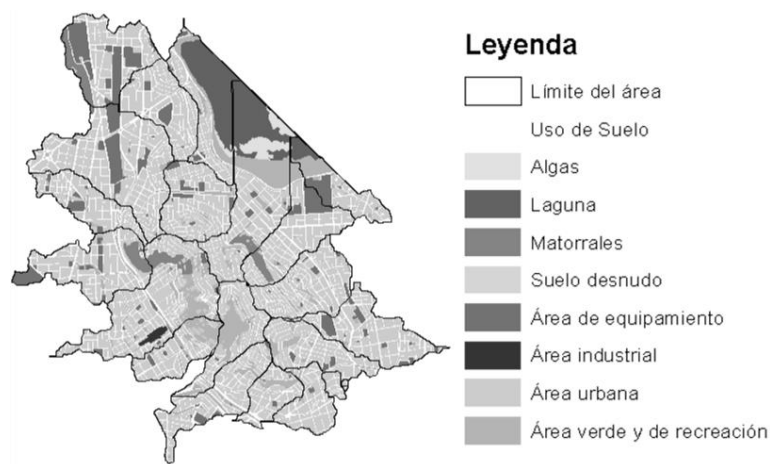 Leyenda
Límite del área
Uso de Suelo
Algas
Laguna
Matorrales
Suelo desnudo
Área de equipamiento
Área industrial
Área urbana
Área verde y de recreación